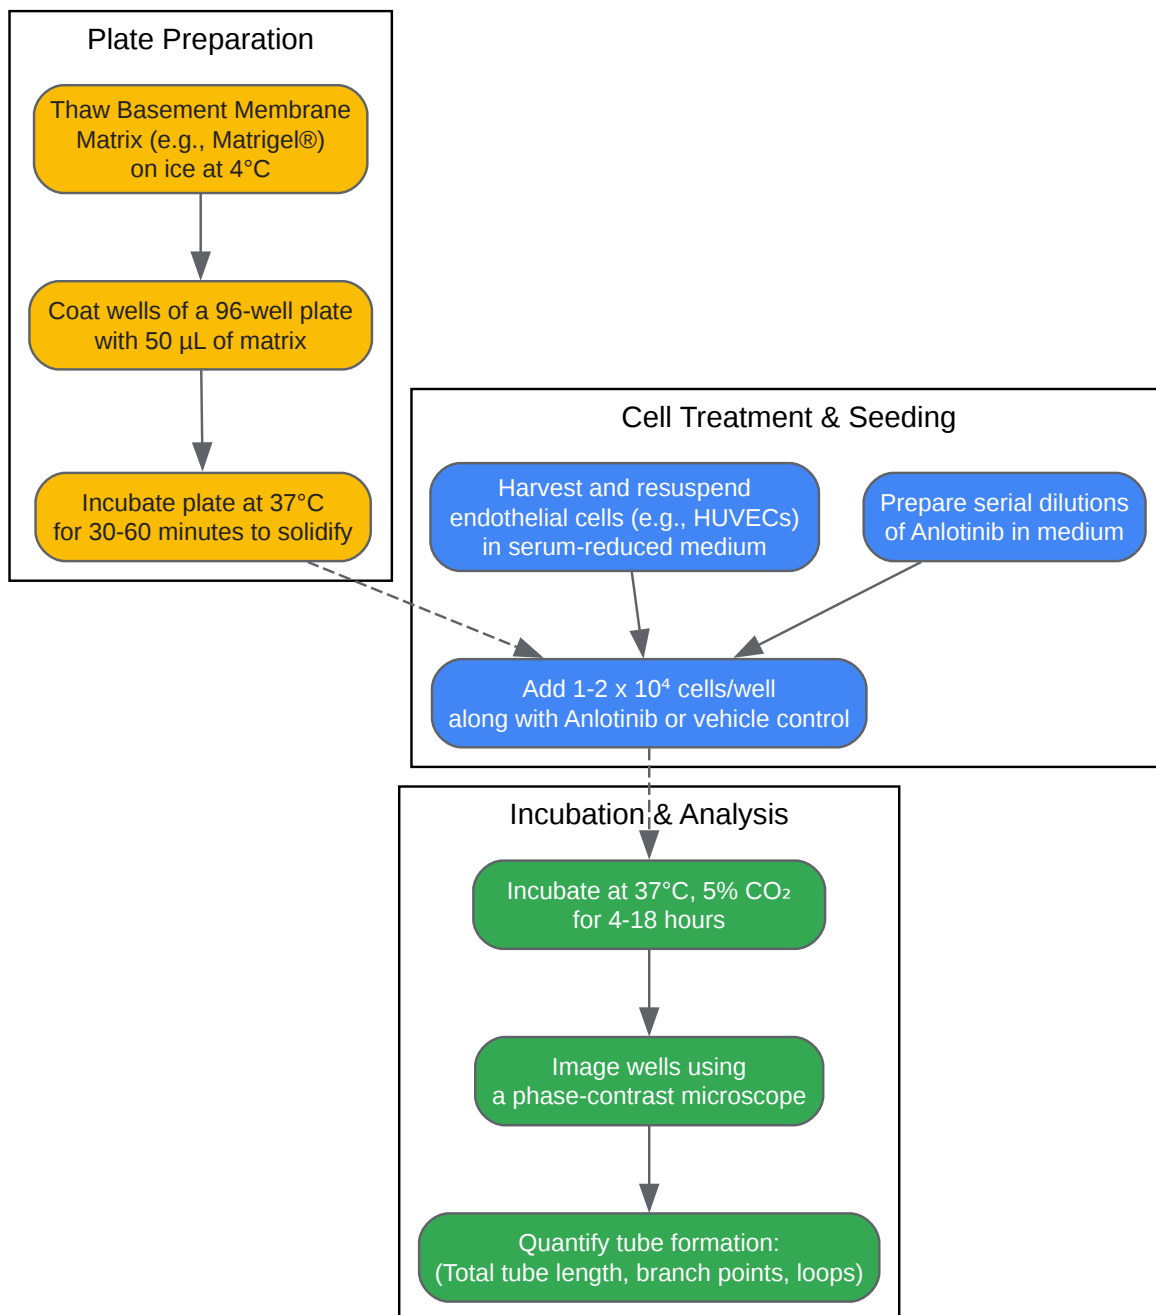 Plate Preparation
Thaw Basement Membrane
Matrix (e.g., Matrigel®)
on ice at 4°C
Coat wells of a 96-well plate
with 50 µL of matrix
Incubate plate at 37°C
for 30-60 minutes to solidify
Cell Treatment & Seeding
Harvest and resuspend
endothelial cells (e.g., HUVECs)
in serum-reduced medium
Prepare serial dilutions
of Anlotinib in medium
Add 1-2 x 10⁴ cells/well
along with Anlotinib or vehicle control
Incubation & Analysis
Incubate at 37°C, 5% CO₂
for 4-18 hours
Image wells using
a phase-contrast microscope
Quantify tube formation:
(Total tube length, branch points, loops)